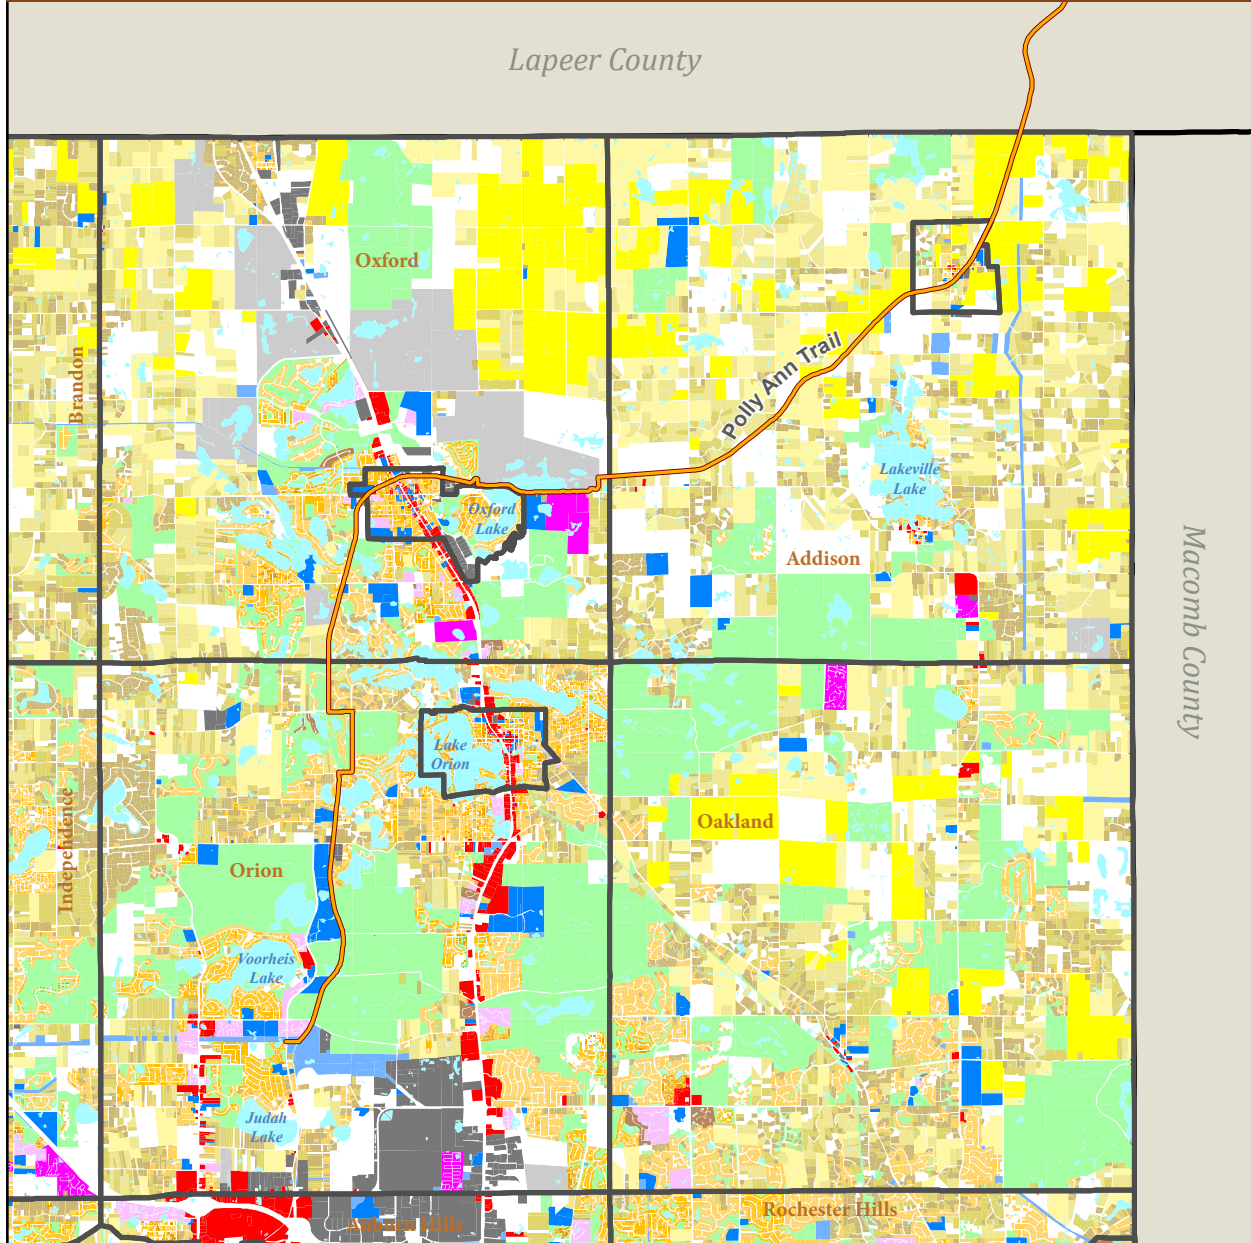 Lapeer County
Oxford
Brandon
Polly Ann Trail
Lakeville
Lake
Oxford
Lake
Addison
Macomb County
Lake
Orion
Independence
Oakland
Orion
Voorheis
Lake
Judah
Lake
Rochester Hills
Auburn Hills